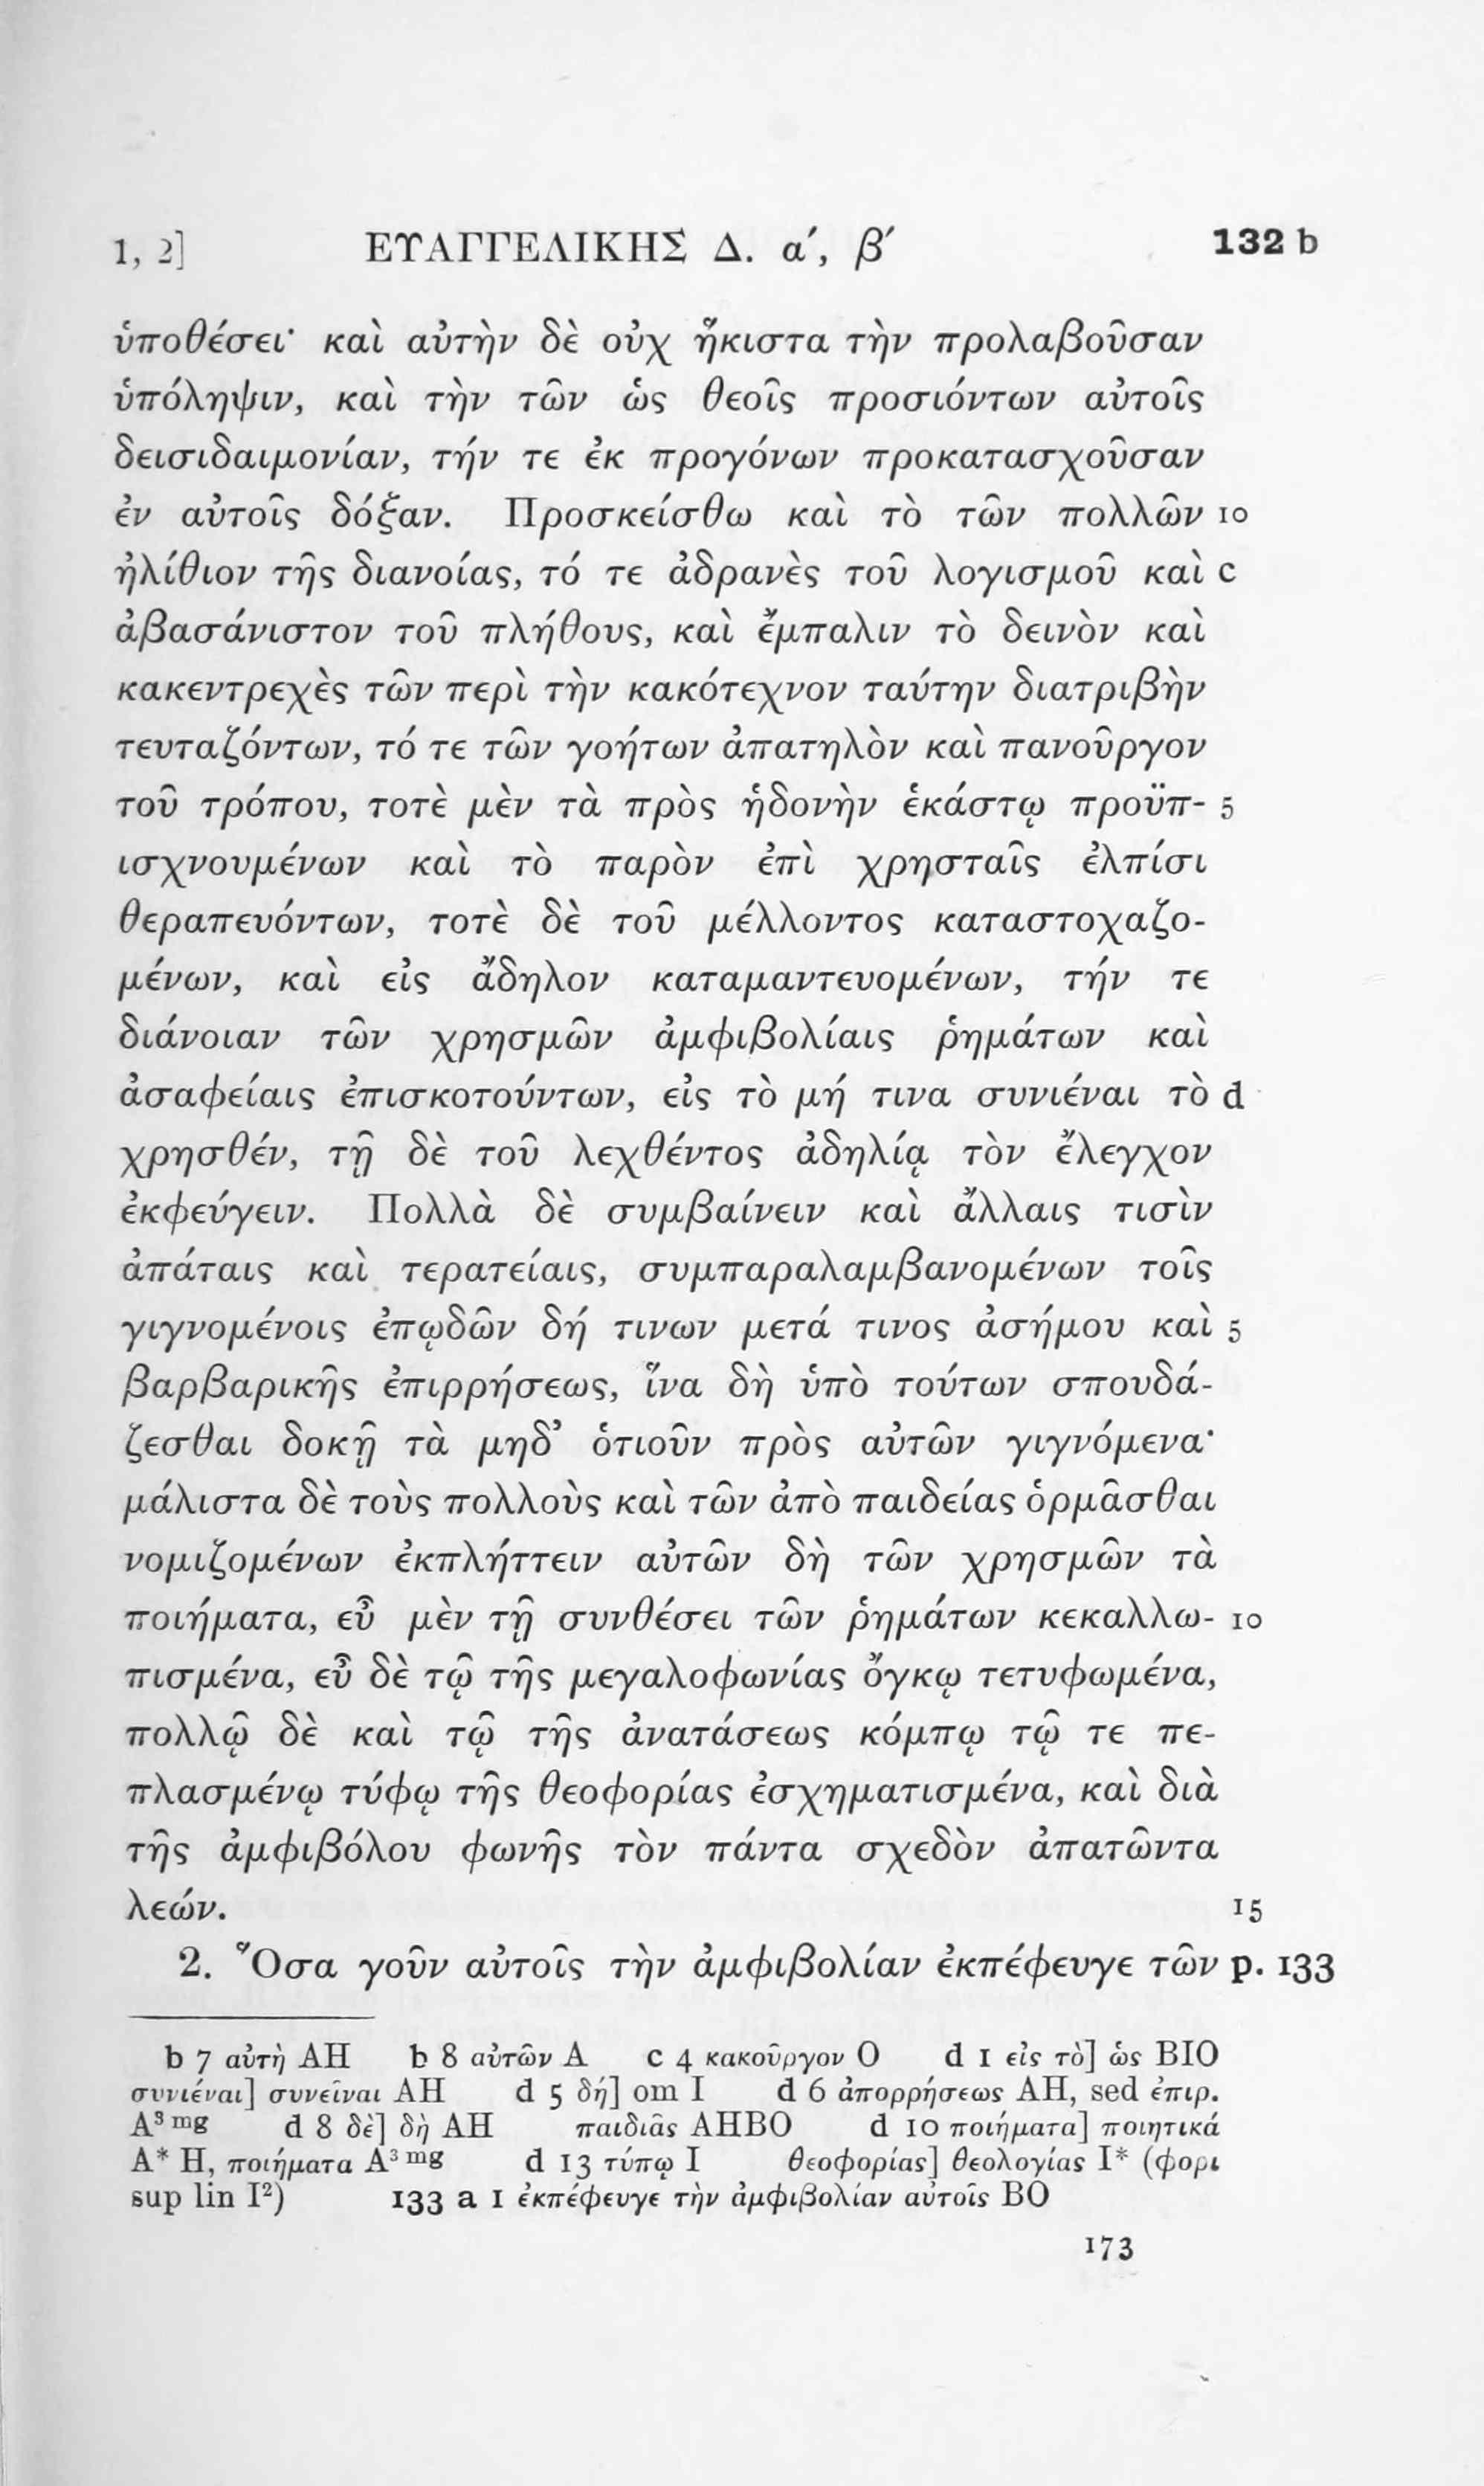 1, 2] ΕΥΑΓΓΕΛΙΚΗΣ Δ. α΄, β΄ 132 b
ὑποθέσει· καὶ αὐτὴν δὲ οὐχ ἥκιστα τὴν προλαβοῦσαν
ὑπόληψιν, καὶ τὴν τῶν ὡς θεοῖς προσιόντων αὐτοῖς
δεισιδαιμονίαν, τήν τε ἐκ προγόνων προκατασχοῦσαν
ἐν αὐτοῖς δόξαν. Προσκείσθω καὶ τὸ τῶν πολλῶν 10
ἠλίθιον τῆς διανοίας, τό τε ἀδρανὲς τοῦ λογισμοῦ καὶ c
ἀβασάνιστον τοῦ πλήθους, καὶ ἔμπαλιν τὸ δεινὸν καὶ
κακεντρεχὲς τῶν περὶ τὴν κακότεχνον ταύτην διατριβὴν
τευταζόντων, τό τε τῶν γοήτων ἀπατηλὸν καὶ πανοῦργον
τοῦ τρόπου, τοτὲ μὲν τὰ πρὸς ἡδονὴν ἑκάστῳ προϋπ- 5
ισχνουμένων καὶ τὸ παρὸν ἐπὶ χρησταῖς ἐλπίσι
θεραπευόντων, τοτὲ δὲ τοῦ μέλλοντος καταστοχαζο-
μένων, καὶ εἰς ἄδηλον καταμαντευομένων, τήν τε
διάνοιαν τῶν χρησμῶν ἀμφιβολίαις ῥημάτων καὶ
ἀσαφείαις ἐπισκοτούντων, εἰς τὸ μή τινα συνιέναι τὸ d
χρησθέν, τῇ δὲ τοῦ λεχθέντος ἀδηλίᾳ τὸν ἔλεγχον
ἐκφεύγειν. Πολλὰ δὲ συμβαίνειν καὶ ἄλλαις τισὶν
ἀπάταις καὶ τερατείαις, συμπαραλαμβανομένων τοῖς
γιγνομένοις ἐπῳδῶν δή τινων μετά τινος ἀσήμου καὶ 5
βαρβαρικῆς ἐπιρρήσεως, ἵνα δὴ ὑπὸ τούτων σπουδά-
ζεσθαι δοκῇ τὰ μηδ᾽ ὁτιοῦν πρὸς αὐτῶν γιγνόμενα·
μάλιστα δὲ τοὺς πολλοὺς καὶ τῶν ἀπὸ παιδείας ὁρμᾶσθαι
νομιζομένων ἐκπλήττειν αὐτῶν δὴ τῶν χρησμῶν τὰ
ποιήματα, εὖ μὲν τῇ συνθέσει τῶν ῥημάτων κεκαλλω- 10
πισμένα, εὖ δὲ τῷ τῆς μεγαλοφωνίας ὄγκῳ τετυφωμένα,
πολλῷ δὲ καὶ τῷ τῆς ἀνατάσεως κόμπῳ τῷ τε πε-
πλασμένῳ τύφῳ τῆς θεοφορίας ἐσχηματισμένα, καὶ διὰ
τῆς ἀμφιβόλου φωνῆς τὸν πάντα σχεδὸν ἀπατῶντα
λεών. 15
2. Ὅσα γοῦν αὐτοῖς τὴν ἀμφιβολίαν ἐκπέφευγε τῶν p. 133
b 7 αὐτὴ AH b 8 αὐτῶν A c 4 κακοῦργον O d 1 εἰς τὸ] ὡς BIO
συνιέναι] συνεῖναι AH d 5 δή] om I d 6 ἀπορρήσεως AH, sed ἐπιρ.
A³ mg d 8 δὲ] δὴ AH παιδιᾶς AHBO d 10 ποιήματα] ποιητικά
A* H, ποιήματα A³ mg d 13 τύπῳ I θεοφορίας] θεολογίας I* (φορι
sup lin I²) 133 a 1 ἐκπέφευγε τὴν ἀμφιβολίαν αὐτοῖς BO
173